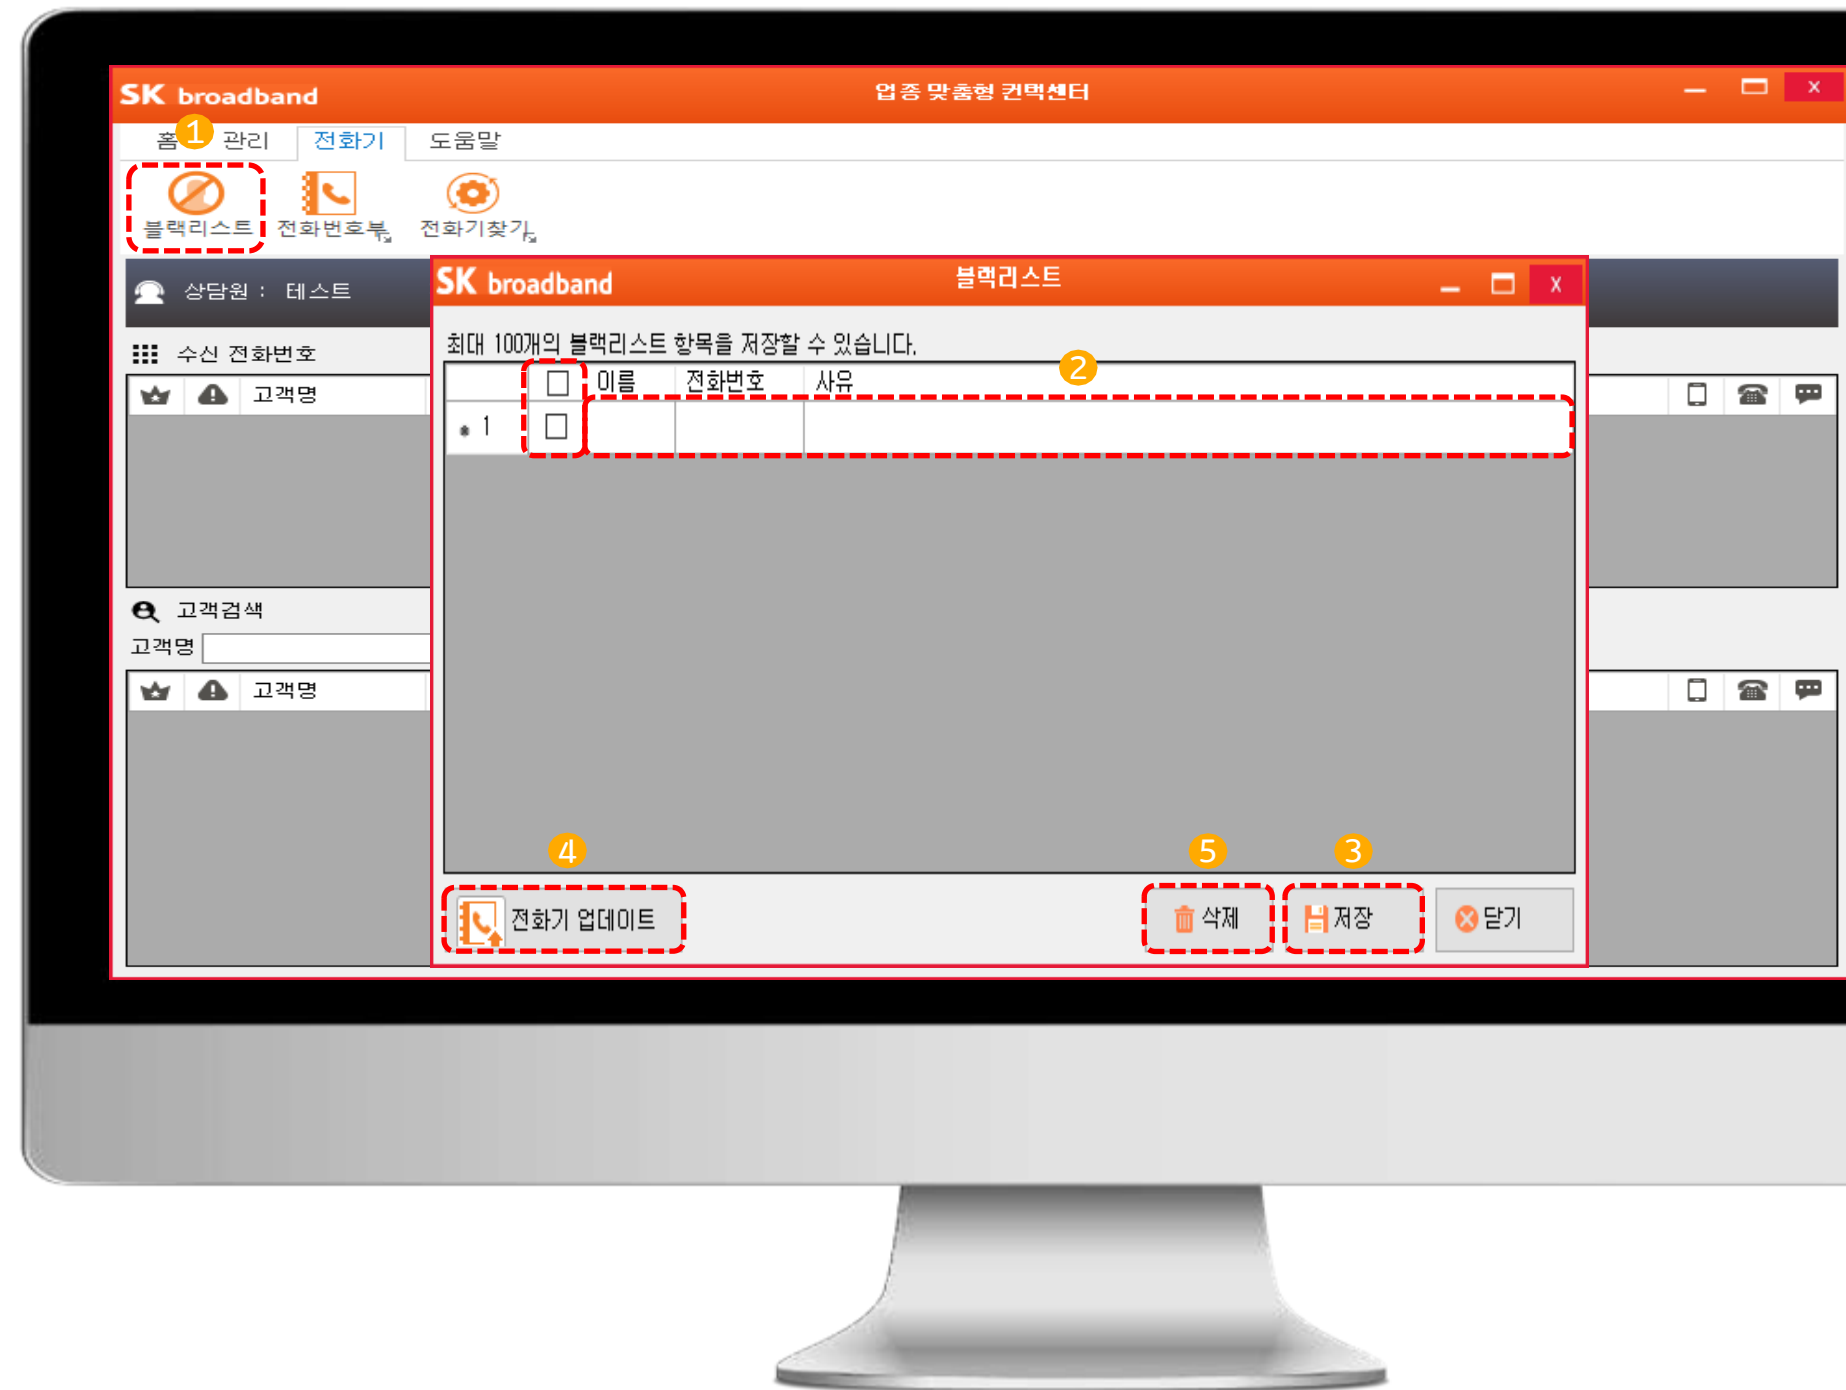 SK broadband 업종 맞춤형 컨택센터 x
홈 1 관리 전화기 도움말
블랙리스트 전화번호부 전화기찾기
상담원 : 테스트
SK broadband 블랙리스트 x
최대 100개의 블랙리스트 항목을 저장할 수 있습니다.
수신 전화번호
고객명
이름 전화번호 사유 2
1
고객검색
고객명
고객명
4 5 3
전화기 업데이트 삭제 저장 닫기